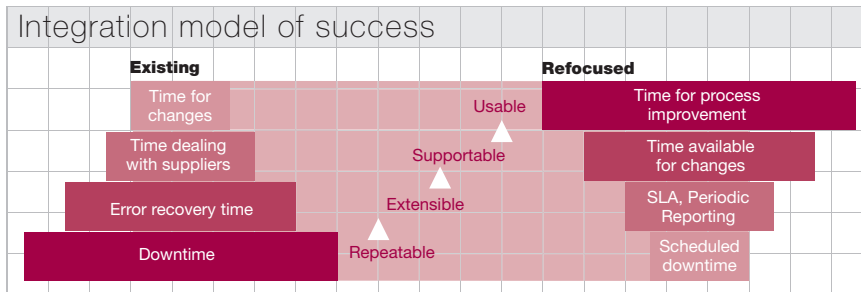 Integration model of success
Existing
Refocused
Time for
changes
Usable
Time for process
improvement
Time dealing
with suppliers
Supportable
Time available
for changes
Error recovery time
Extensible
SLA, Periodic
Reporting
Downtime
Repeatable
Scheduled
downtime